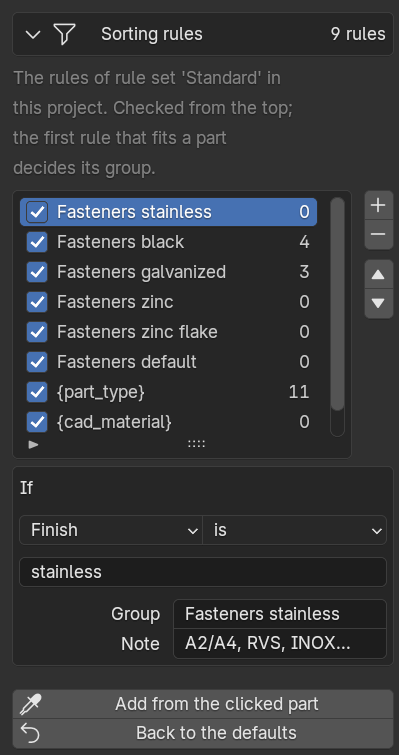 Sorting rules 9 rules
The rules of rule set 'Standard' in
this project. Checked from the top;
the first rule that fits a part
decides its group.
Fasteners stainless 0
Fasteners black 4
Fasteners galvanized 3
Fasteners zinc 0
Fasteners zinc flake 0
Fasteners default 0
{part_type} 11
{cad_material} 0
If
Finish is
stainless
Group Fasteners stainless
Note A2/A4, RVS, INOX...
Add from the clicked part
Back to the defaults